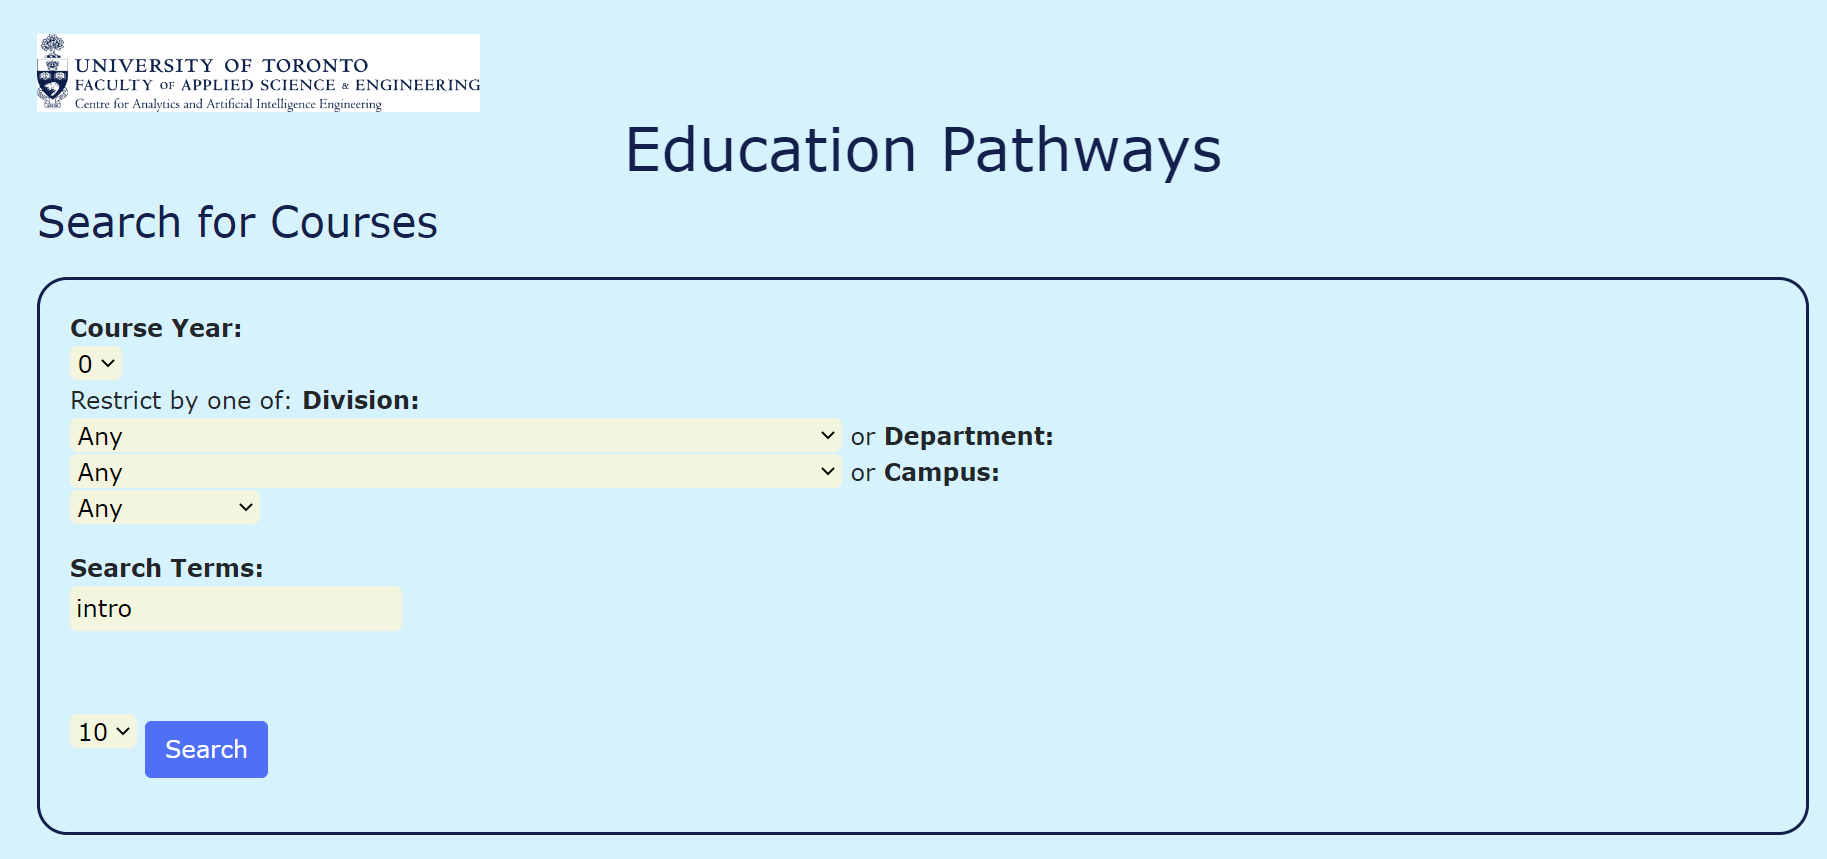 UNIVERSITY OF TORONTO
FACULTY OF APPLIED SCIENCE & ENGINEERING
Centre for Analytics and Artificial Intelligence Engineering
Education Pathways
Search for Courses
Course Year:
0
Restrict by one of: Division:
Any or Department:
Any or Campus:
Any
Search Terms:
intro
10 Search